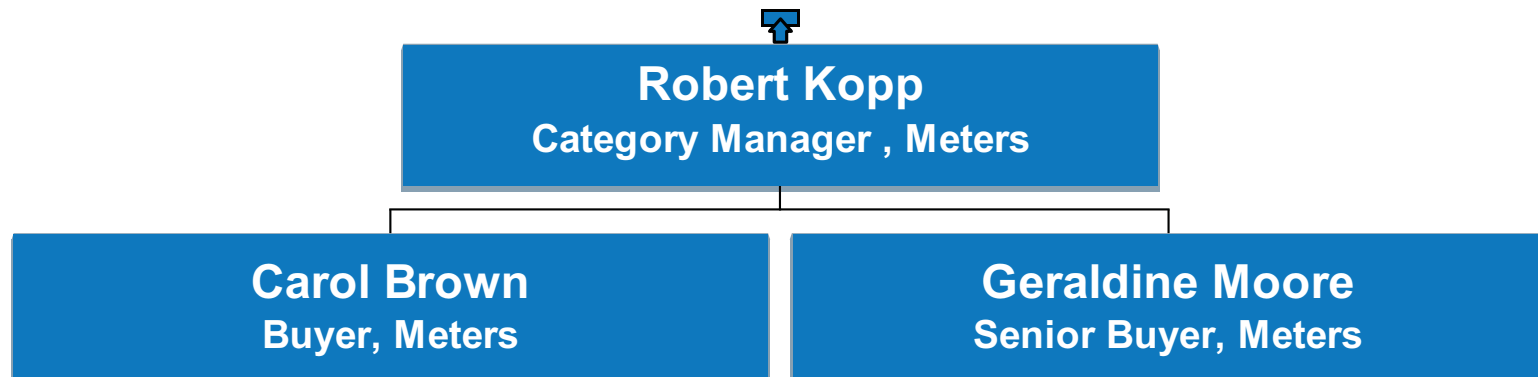 Robert Kopp
Category Manager , Meters
Carol Brown
Buyer, Meters
Geraldine Moore
Senior Buyer, Meters